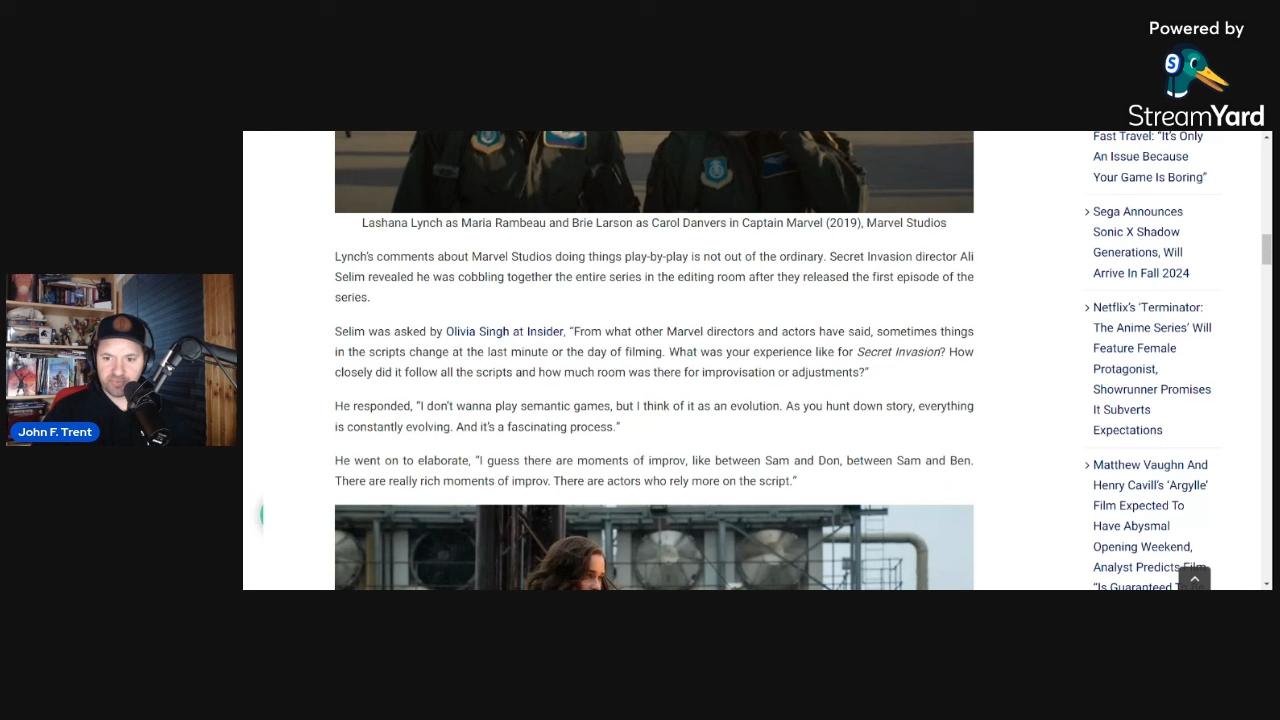 Powered by
S
StreamYard
Lashana Lynch as Maria Rambeau and Brie Larson as Carol Danvers in Captain Marvel (2019), Marvel Studios
Lynch's comments about Marvel Studios doing things play-by-play is not out of the ordinary. Secret Invasion director Ali
Selim revealed he was cobbling together the entire series in the editing room after they released the first episode of the
series.
Selim was asked by Olivia Singh at Insider, “From what other Marvel directors and actors have said, sometimes things
in the scripts change at the last minute or the day of filming. What was your experience like for Secret Invasion? How
closely did it follow all the scripts and how much room was there for improvisation or adjustments?”
He responded, “I don't wanna play semantic games, but I think of it as an evolution. As you hunt down story, everything
is constantly evolving. And it's a fascinating process.”
He went on to elaborate, “I guess there are moments of improv, like between Sam and Don, between Sam and Ben.
There are really rich moments of improv. There are actors who rely more on the script.”
Fast Travel: “It's Only
An Issue Because
Your Game Is Boring”
Sega Announces
Sonic X Shadow
Generations, Will
Arrive In Fall 2024
Netflix's ‘Terminator:
The Anime Series’ Will
Feature Female
Protagonist,
Showrunner Promises
It Subverts
Expectations
Matthew Vaughn And
Henry Cavill's ‘Argylle’
Film Expected To
Have Abysmal
Opening Weekend,
Analyst Predicts Film
“Is Guaranteed
John F. Trent